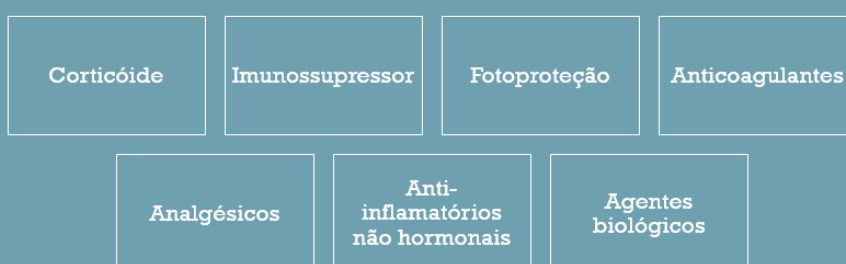 Corticóide
Imunossupressor
Fotoproteção
Anticoagulantes
Analgésicos
Anti-
inflamatórios
não hormonais
Agentes
biológicos